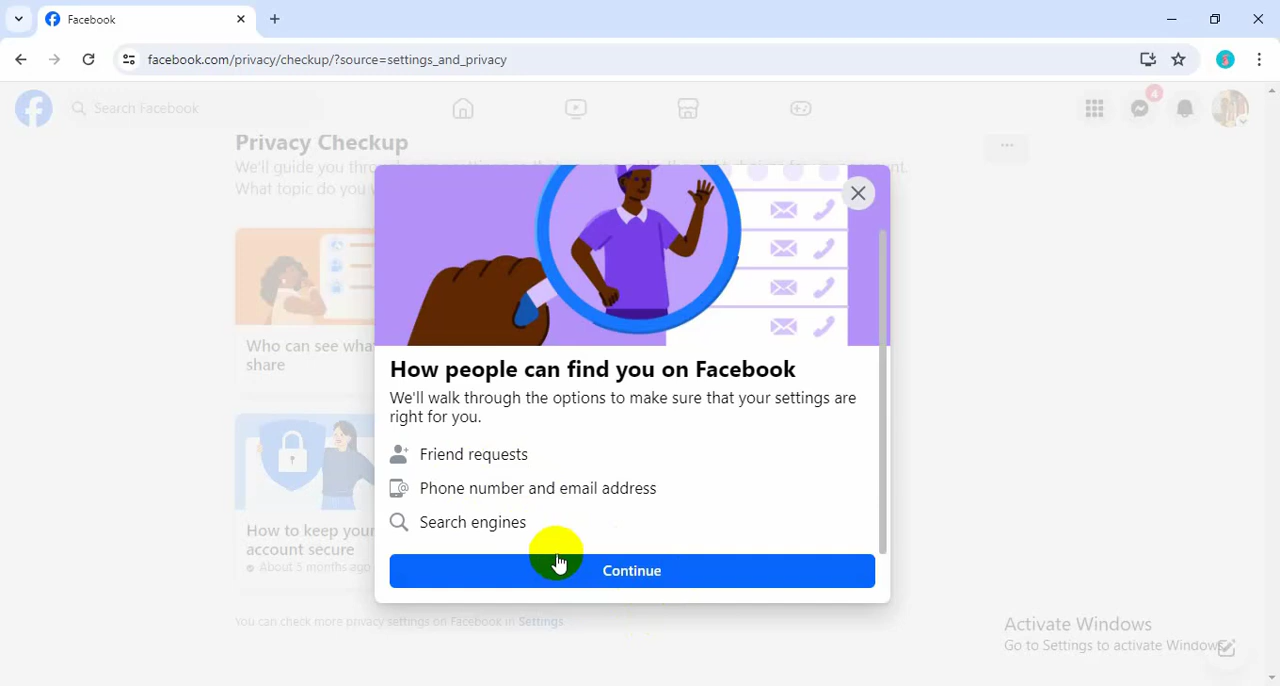 Facebook
facebook.com/privacy/checkup/?source=settings_and_privacy
Search Facebook
4
Privacy Checkup
We'll guide you
What topic do you
Who can see what
share
How to keep your
account secure
About 5 months ago
How people can find you on Facebook
We'll walk through the options to make sure that your settings are
right for you.
Friend requests
Phone number and email address
Search engines
Continue
You can check more privacy settings on Facebook in Settings
Activate Windows
Go to Settings to activate Windows